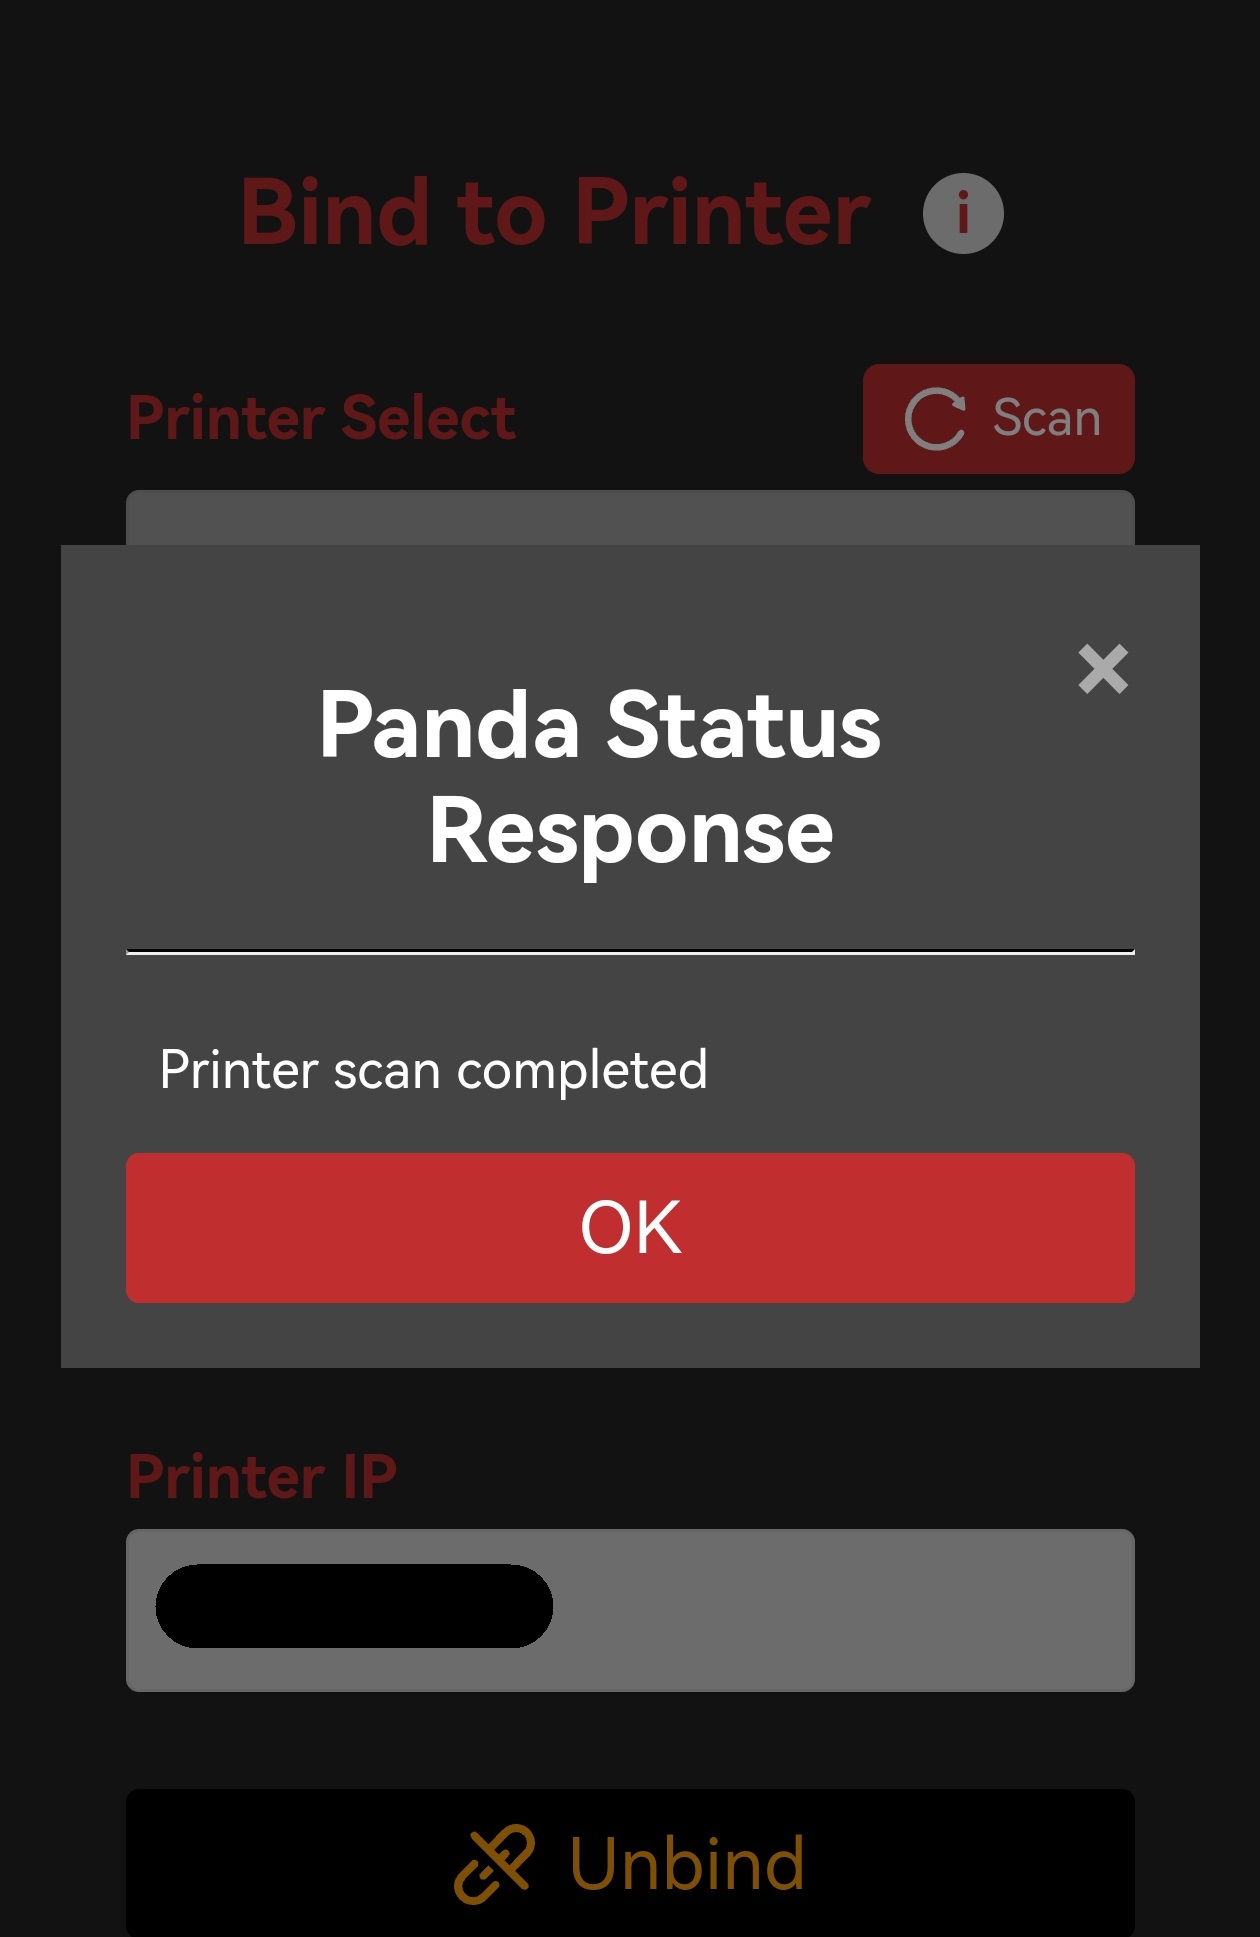 Bind to Printer i
Printer Select
Scan
Panda Status
Response
Printer scan completed
OK
Printer IP
Unbind